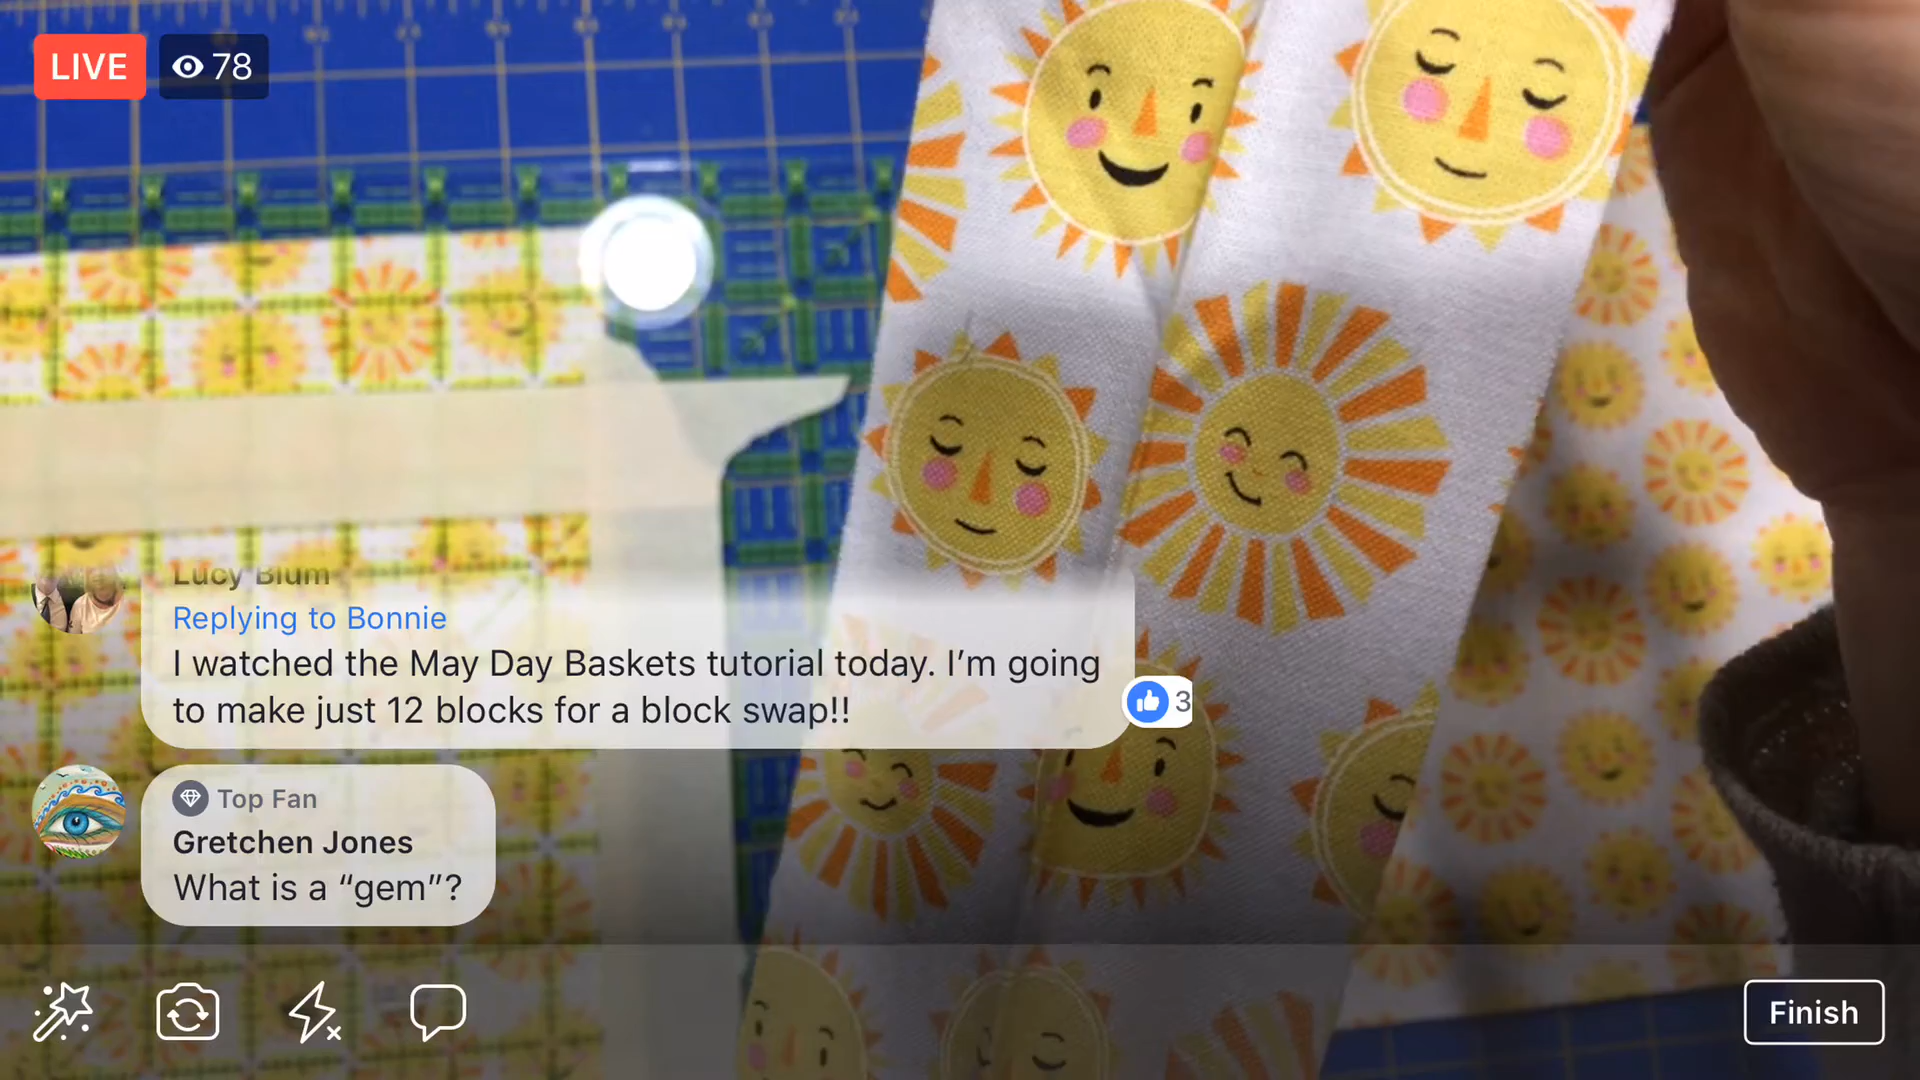 LIVE 78
Lucy Blum
Replying to Bonnie
I watched the May Day Baskets tutorial today. I’m going
to make just 12 blocks for a block swap!!
3
Top Fan
Gretchen Jones
What is a “gem”?
Finish